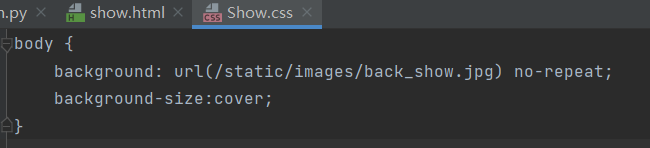 n.py show.html Show.css
body {
    background: url(/static/images/back_show.jpg) no-repeat;
    background-size:cover;
}